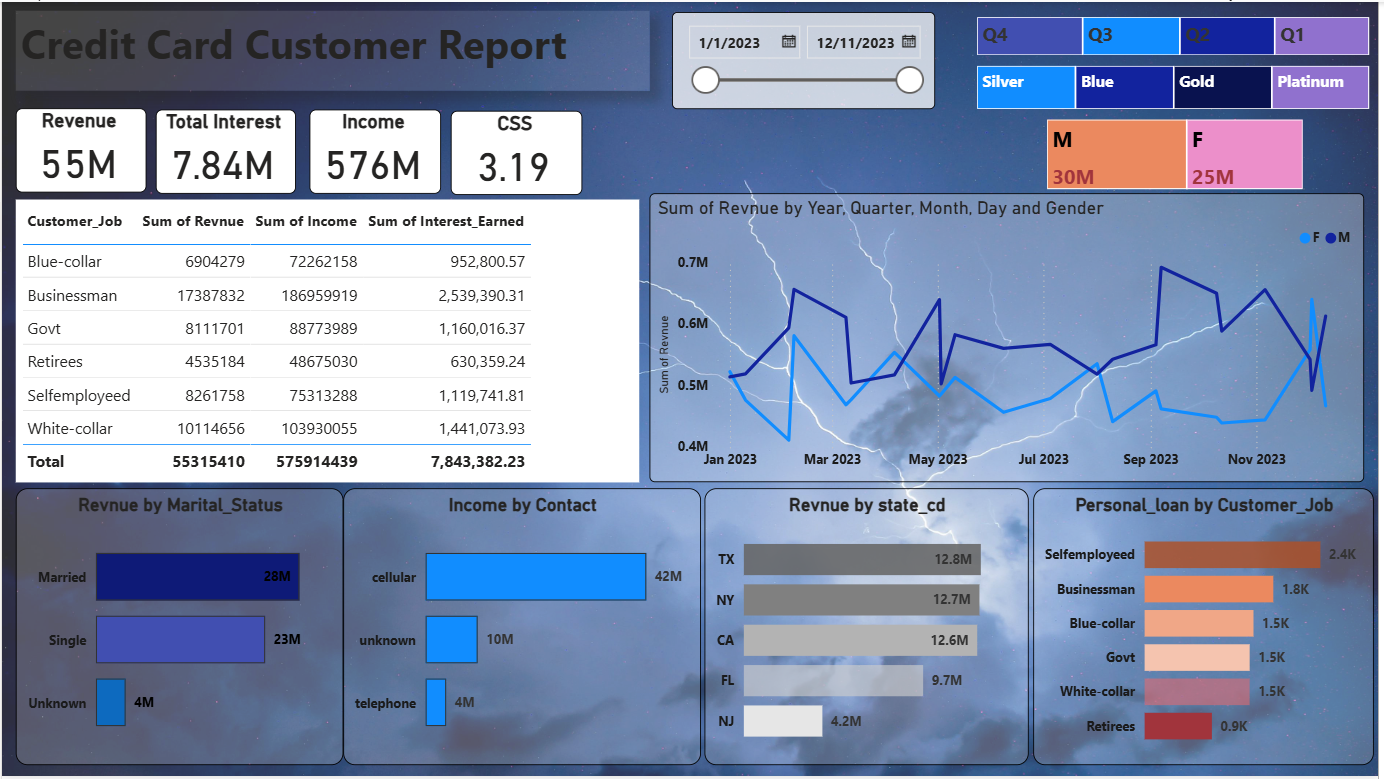 Credit Card Customer Report
1/1/2023 12/11/2023
Q4 Q3 Q2 Q1
Silver Blue Gold Platinum
Revenue Total Interest Income CSS
55M 7.84M 576M 3.19
M F
30M 25M
Customer_Job Sum of Revnue Sum of Income Sum of Interest_Earned
Blue-collar 6904279 72262158 952,800.57
Businessman 17387832 186959919 2,539,390.31
Govt 8111701 88773989 1,160,016.37
Retirees 4535184 48675030 630,359.24
Selfemployeed 8261758 75313288 1,119,741.81
White-collar 10114656 103930055 1,441,073.93
Total 55315410 575914439 7,843,382.23
Sum of Revnue by Year, Quarter, Month, Day and Gender
F M
Sum of Revnue
0.7M
0.6M
0.5M
0.4M
Jan 2023 Mar 2023 May 2023 Jul 2023 Sep 2023 Nov 2023
Revnue by Marital_Status
Married 28M
Single 23M
Unknown 4M
Income by Contact
cellular 42M
unknown 10M
telephone 4M
Revnue by state_cd
TX 12.8M
NY 12.7M
CA 12.6M
FL 9.7M
NJ 4.2M
Personal_loan by Customer_Job
Selfemployeed 2.4K
Businessman 1.8K
Blue-collar 1.5K
Govt 1.5K
White-collar 1.5K
Retirees 0.9K